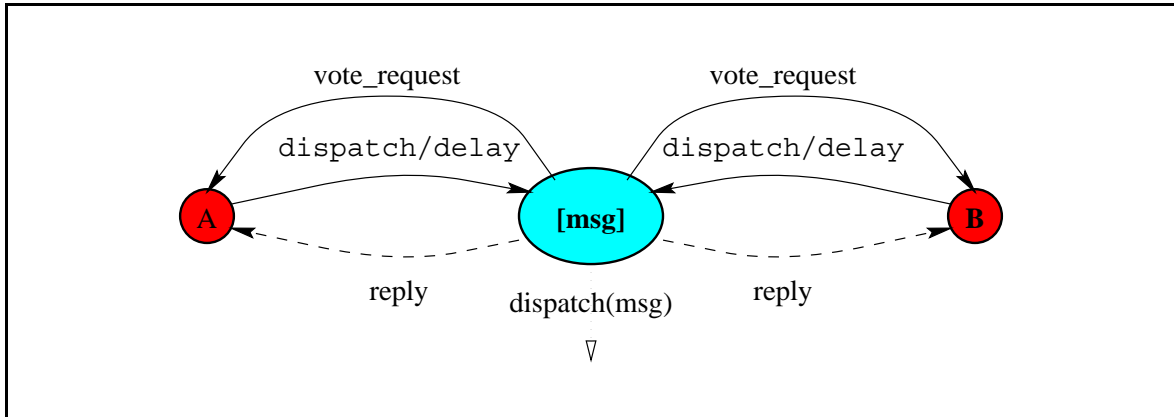 vote_request vote_request
dispatch/delay dispatch/delay
A [msg] B
reply reply
dispatch(msg)